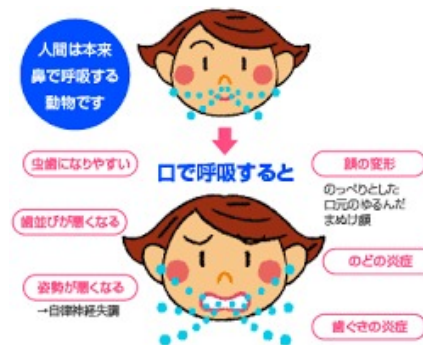 人間は本来
鼻で呼吸する
動物です
口で呼吸すると
虫歯になりやすい
歯並びが悪くなる
姿勢が悪くなる
→自律神経失調
顔の変形
のっぺりとした
口元のゆるんだ
まぬけ顔
のどの炎症
歯ぐきの炎症